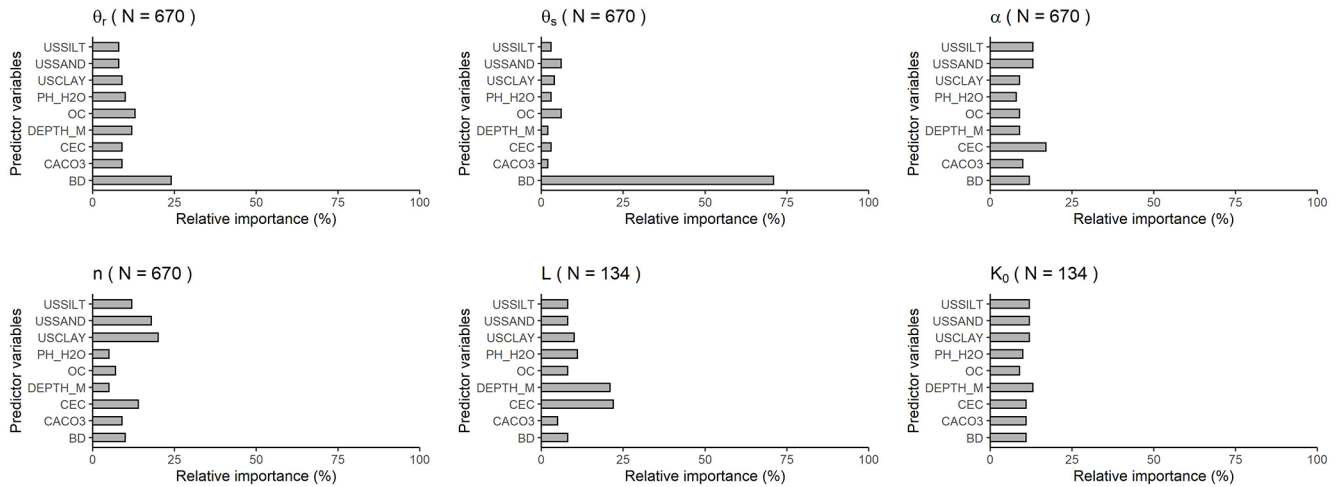 θr ( N = 670 )
Predictor variables
USSILT
USSAND
USCLAY
PH_H2O
OC
DEPTH_M
CEC
CACO3
BD
0 25 50 75 100
Relative importance (%)
θs ( N = 670 )
Predictor variables
USSILT
USSAND
USCLAY
PH_H2O
OC
DEPTH_M
CEC
CACO3
BD
0 25 50 75 100
Relative importance (%)
α ( N = 670 )
Predictor variables
USSILT
USSAND
USCLAY
PH_H2O
OC
DEPTH_M
CEC
CACO3
BD
0 25 50 75 100
Relative importance (%)
n ( N = 670 )
Predictor variables
USSILT
USSAND
USCLAY
PH_H2O
OC
DEPTH_M
CEC
CACO3
BD
0 25 50 75 100
Relative importance (%)
L ( N = 134 )
Predictor variables
USSILT
USSAND
USCLAY
PH_H2O
OC
DEPTH_M
CEC
CACO3
BD
0 25 50 75 100
Relative importance (%)
K0 ( N = 134 )
Predictor variables
USSILT
USSAND
USCLAY
PH_H2O
OC
DEPTH_M
CEC
CACO3
BD
0 25 50 75 100
Relative importance (%)